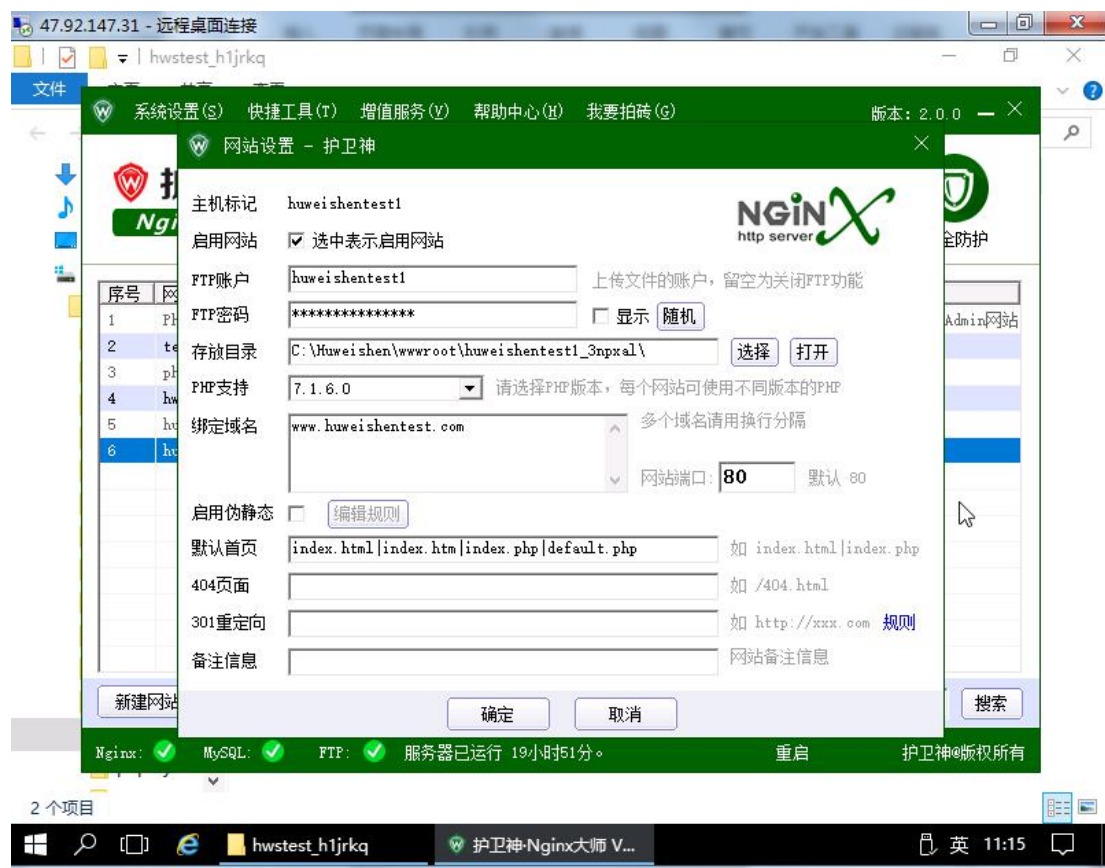 47.92.147.31 - 远程桌面连接
hwstest_h1jrkq
文件
系统设置(S) 快捷工具(T) 增值服务(V) 帮助中心(H) 我要拍砖(G) 版本: 2.0.0
网站设置 - 护卫神
主机标记 huweishentest1
NGiNX
http server
启用网站 选中表示启用网站
全防护
FTP账户 huweishentest1 上传文件的账户，留空为关闭FTP功能
序号
FTP密码 *************** 显示 随机
1 Admin网站
存放目录 C:\Huweishen\wwwroot\huweishentest1_3npxal\ 选择 打开
2 te
PHP支持 7.1.6.0 请选择PHP版本，每个网站可使用不同版本的PHP
3 ph
4 hw
绑定域名 www.huweishentest.com 多个域名请用换行分隔
5 hu
6 hu
网站端口: 80 默认 80
启用伪静态 编辑规则
默认首页 index.html|index.htm|index.php|default.php 如 index.html|index.php
404页面 如 /404.html
301重定向 如 http://xxx.com 规则
备注信息 网站备注信息
新建网站 确定 取消 搜索
Nginx: MySQL: FTP: 服务器已运行 19小时51分。 重启 护卫神@版权所有
2 个项目
hwstest_h1jrkq 护卫神·Nginx大师 V... 英 11:15